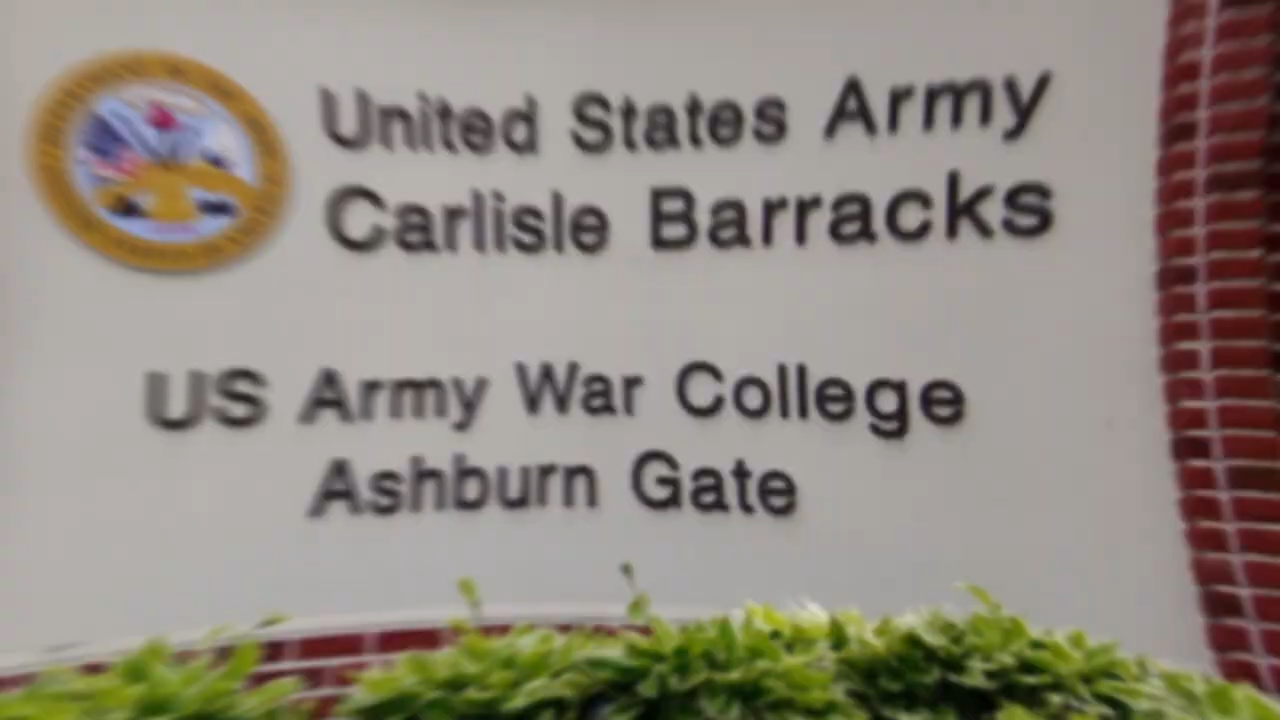 United States Army
Carlisle Barracks
US Army War College
Ashburn Gate